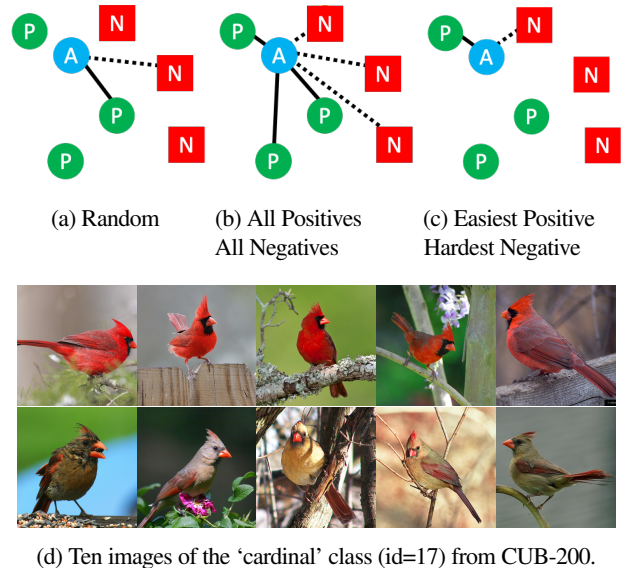 P
N
A
N
P
N
P
P
N
A
N
P
N
P
P
N
A
N
P
N
P
(a) Random
(b) All Positives
All Negatives
(c) Easiest Positive
Hardest Negative
(d) Ten images of the ‘cardinal’ class (id=17) from CUB-200.